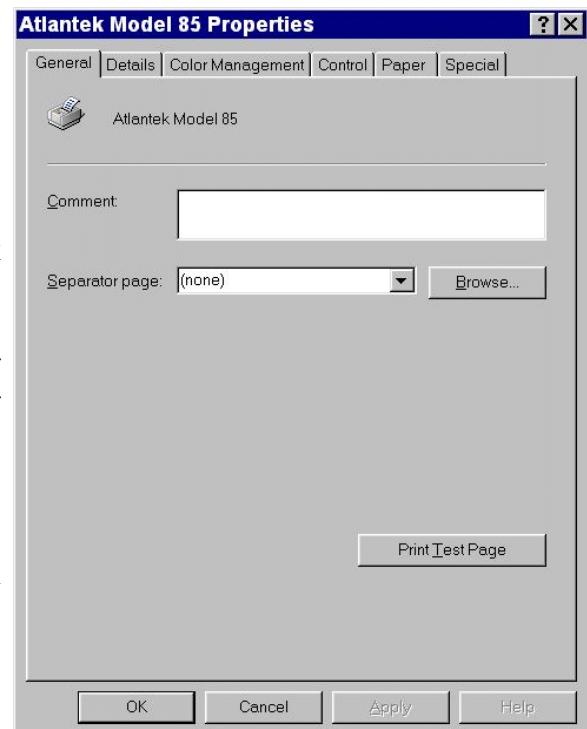 Atlantek Model 85 Properties
General Details Color Management Control Paper Special
Atlantek Model 85
Comment:
Separator page: (none) Browse...
Print Test Page
OK Cancel Apply Help